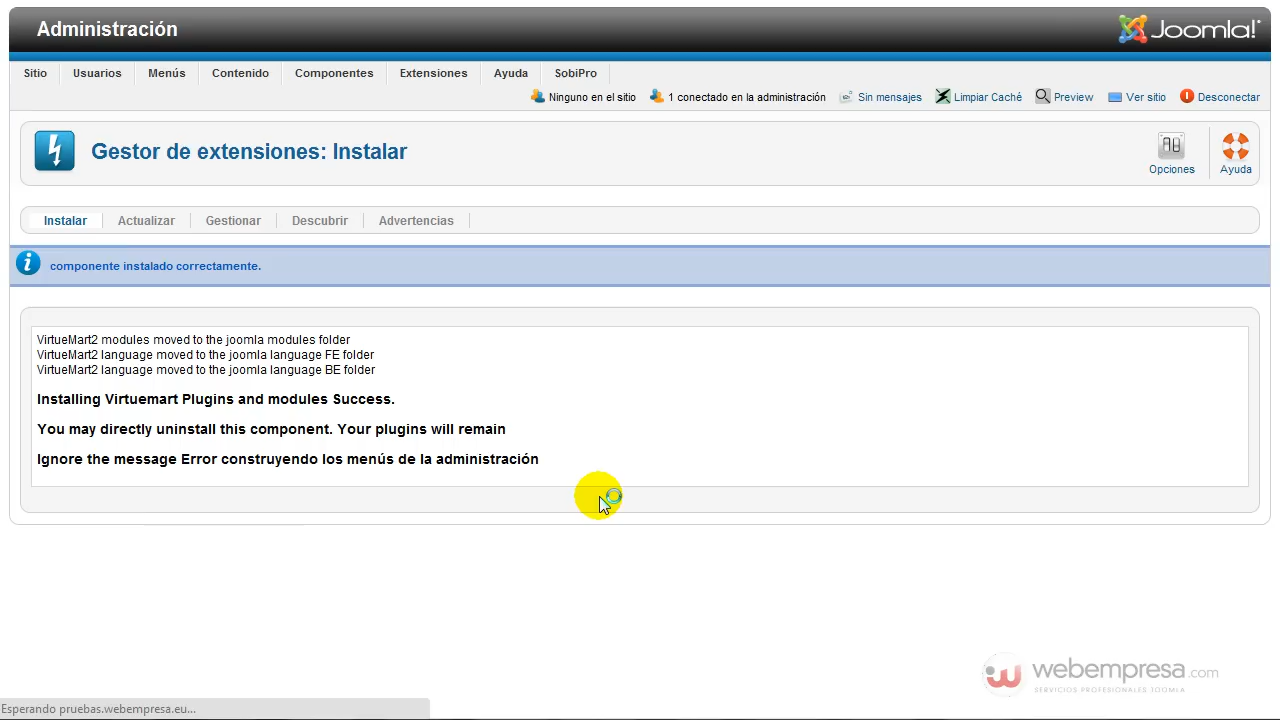 Administración
Joomla!
Sitio Usuarios Menús Contenido Componentes Extensiones Ayuda SobiPro
Ninguno en el sitio 1 conectado en la administración Sin mensajes Limpiar Caché Preview Ver sitio Desconectar
Gestor de extensiones: Instalar
Opciones Ayuda
Instalar Actualizar Gestionar Descubrir Advertencias
componente instalado correctamente.
VirtueMart2 modules moved to the joomla modules folder
VirtueMart2 language moved to the joomla language FE folder
VirtueMart2 language moved to the joomla language BE folder
Installing Virtuemart Plugins and modules Success.
You may directly uninstall this component. Your plugins will remain
Ignore the message Error construyendo los menús de la administración
webempresa.com
SERVICIOS PROFESIONALES JOOMLA
Esperando pruebas.webempresa.eu...